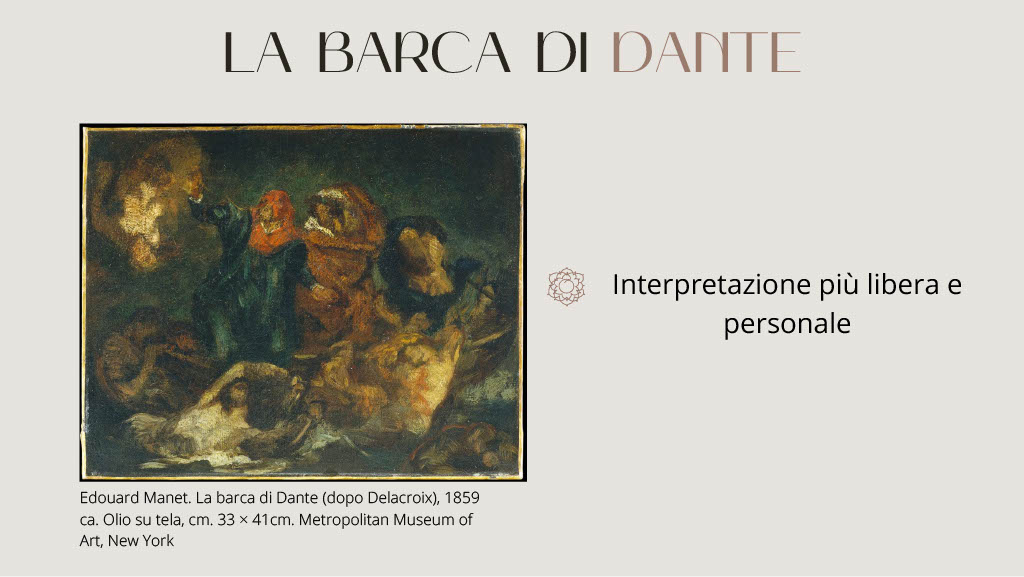 LA BARCA DI DANTE
Interpretazione più libera e
personale
Edouard Manet. La barca di Dante (dopo Delacroix), 1859
ca. Olio su tela, cm. 33 × 41cm. Metropolitan Museum of
Art, New York